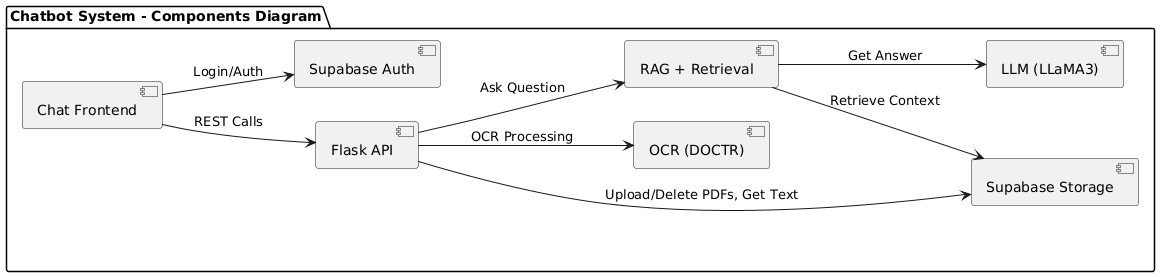 Chatbot System - Components Diagram
Chat Frontend
Login/Auth
REST Calls
Supabase Auth
Flask API
Ask Question
OCR Processing
Upload/Delete PDFs, Get Text
RAG + Retrieval
OCR (DOCTR)
Get Answer
Retrieve Context
LLM (LLaMA3)
Supabase Storage